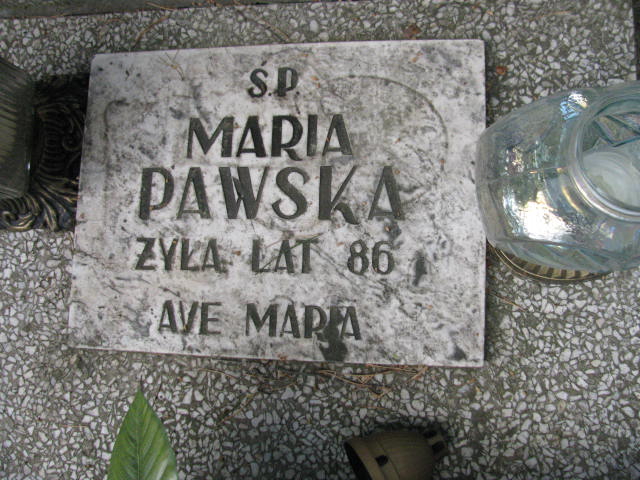 Ś.P.
MARIA
PAWSKA
ŻYŁA LAT 86
AVE MARIA